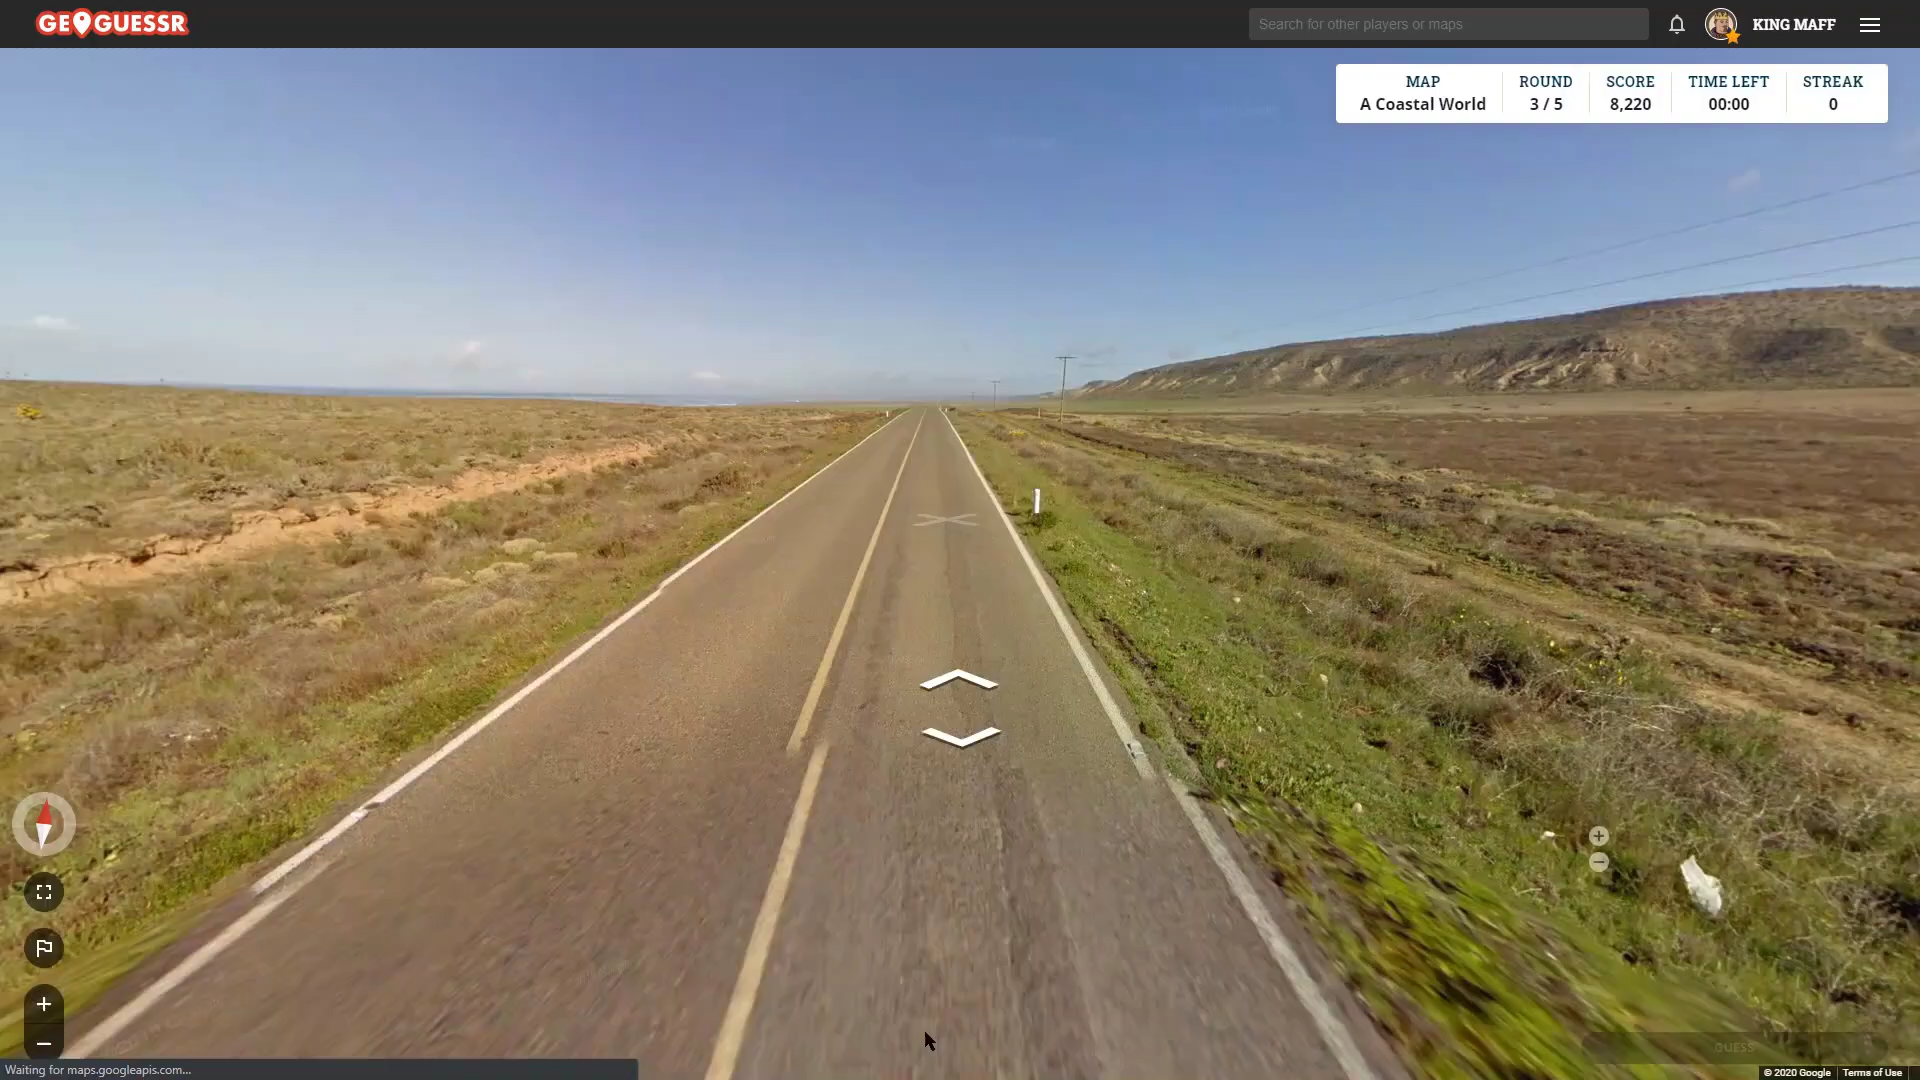 GEOGUESSR
Search for other players or maps
KING MAFF
MAP
A Coastal World
ROUND
3 / 5
SCORE
8,220
TIME LEFT
00:00
STREAK
0
GUESS
Waiting for maps.googleapis.com...
© 2020 Google
Terms of Use